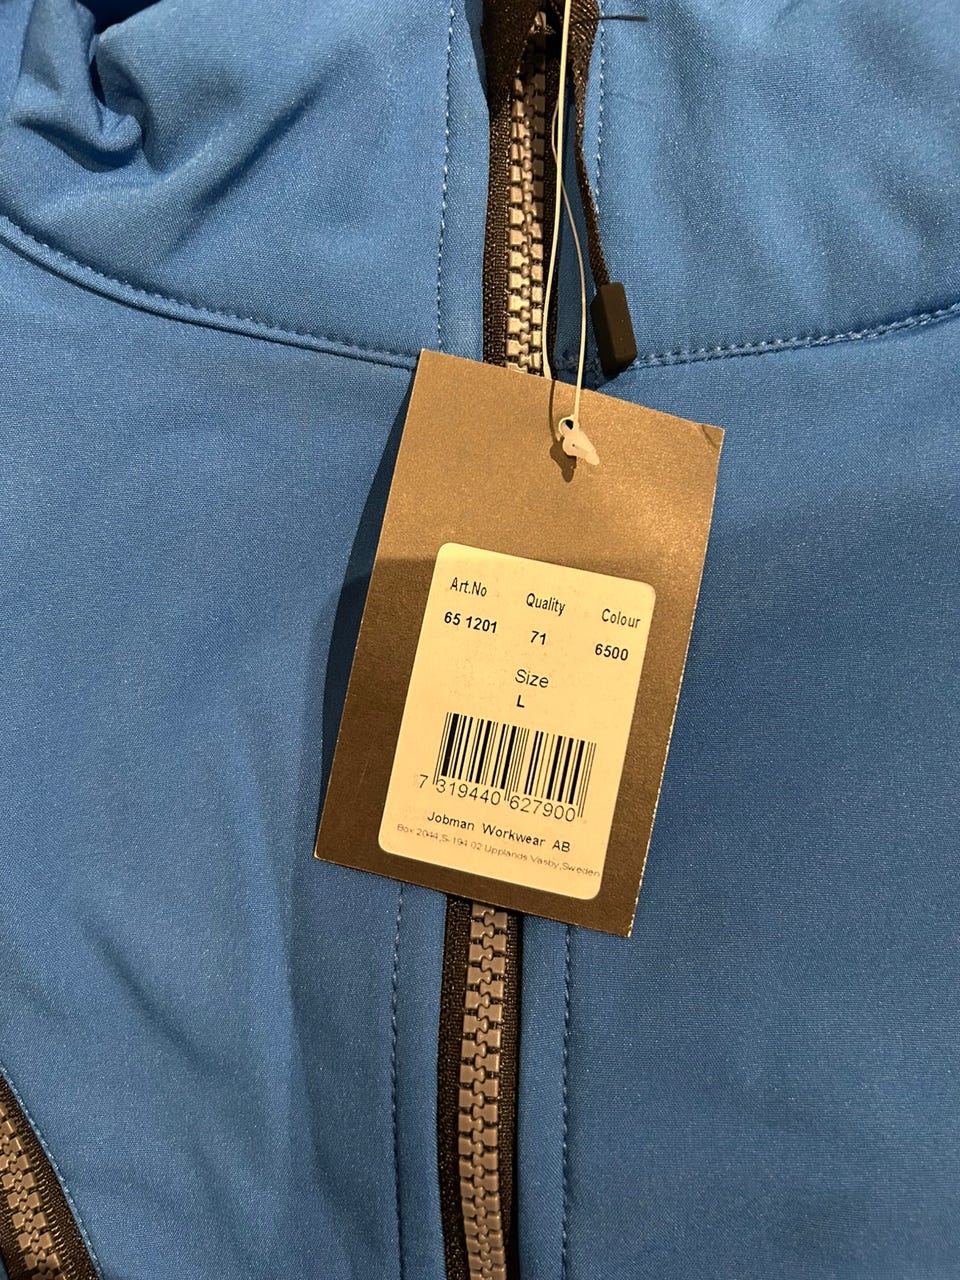 Art.No Quality Colour
65 1201 71 6500
Size
L
7 319440 627900
Jobman Workwear AB
Box 2044,S-194 02 Upplands Väsby,Sweden